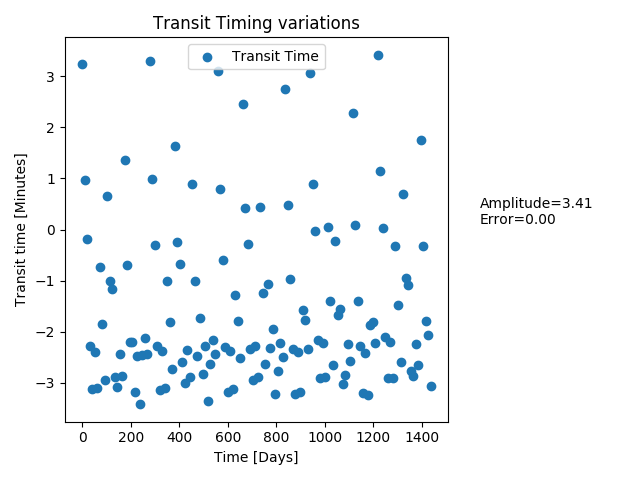 Transit Timing variations
Transit Time
Transit time [Minutes]
3
2
1
0
−1
−2
−3
0 200 400 600 800 1000 1200 1400
Time [Days]
Amplitude=3.41
Error=0.00